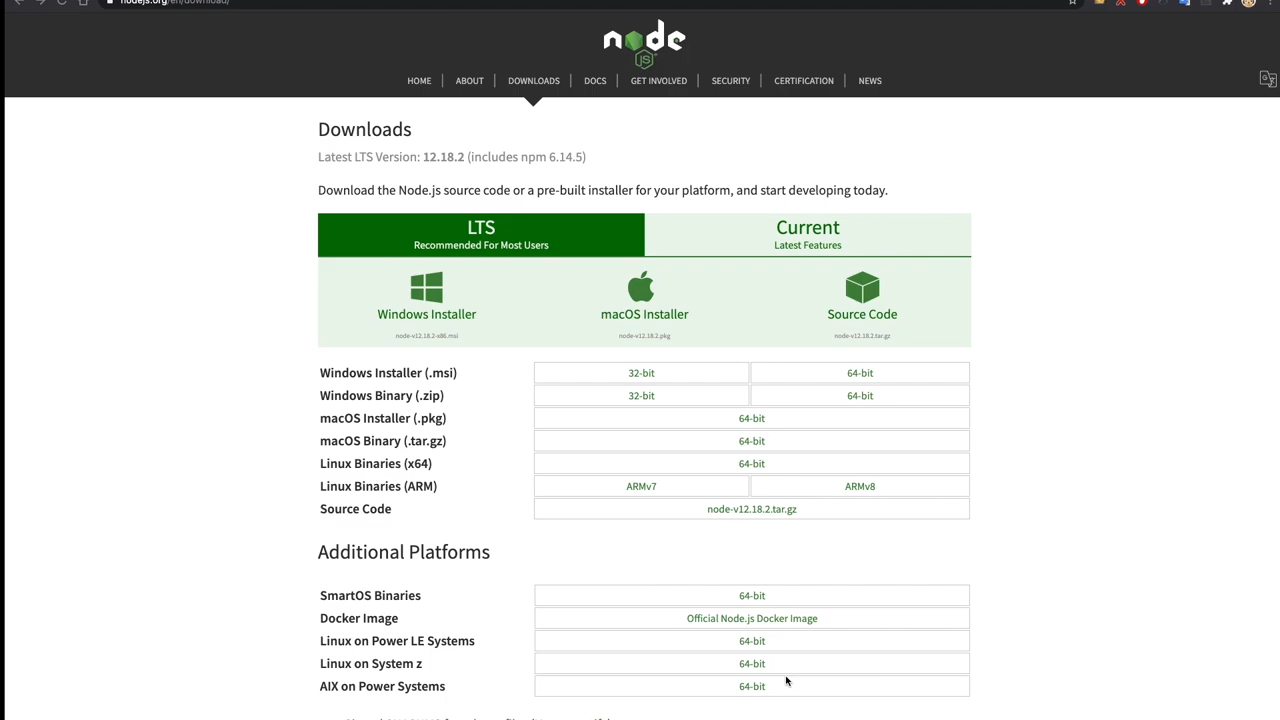 nodejs.org/en/download/
node
JS
HOME ABOUT DOWNLOADS DOCS GET INVOLVED SECURITY CERTIFICATION NEWS
Downloads
Latest LTS Version: 12.18.2 (includes npm 6.14.5)
Download the Node.js source code or a pre-built installer for your platform, and start developing today.
LTS Current
Recommended For Most Users Latest Features
Windows Installer macOS Installer Source Code
node-v12.18.2-x86.msi node-v12.18.2.pkg node-v12.18.2.tar.gz
Windows Installer (.msi) 32-bit 64-bit
Windows Binary (.zip) 32-bit 64-bit
macOS Installer (.pkg) 64-bit
macOS Binary (.tar.gz) 64-bit
Linux Binaries (x64) 64-bit
Linux Binaries (ARM) ARMv7 ARMv8
Source Code node-v12.18.2.tar.gz
Additional Platforms
SmartOS Binaries 64-bit
Docker Image Official Node.js Docker Image
Linux on Power LE Systems 64-bit
Linux on System z 64-bit
AIX on Power Systems 64-bit